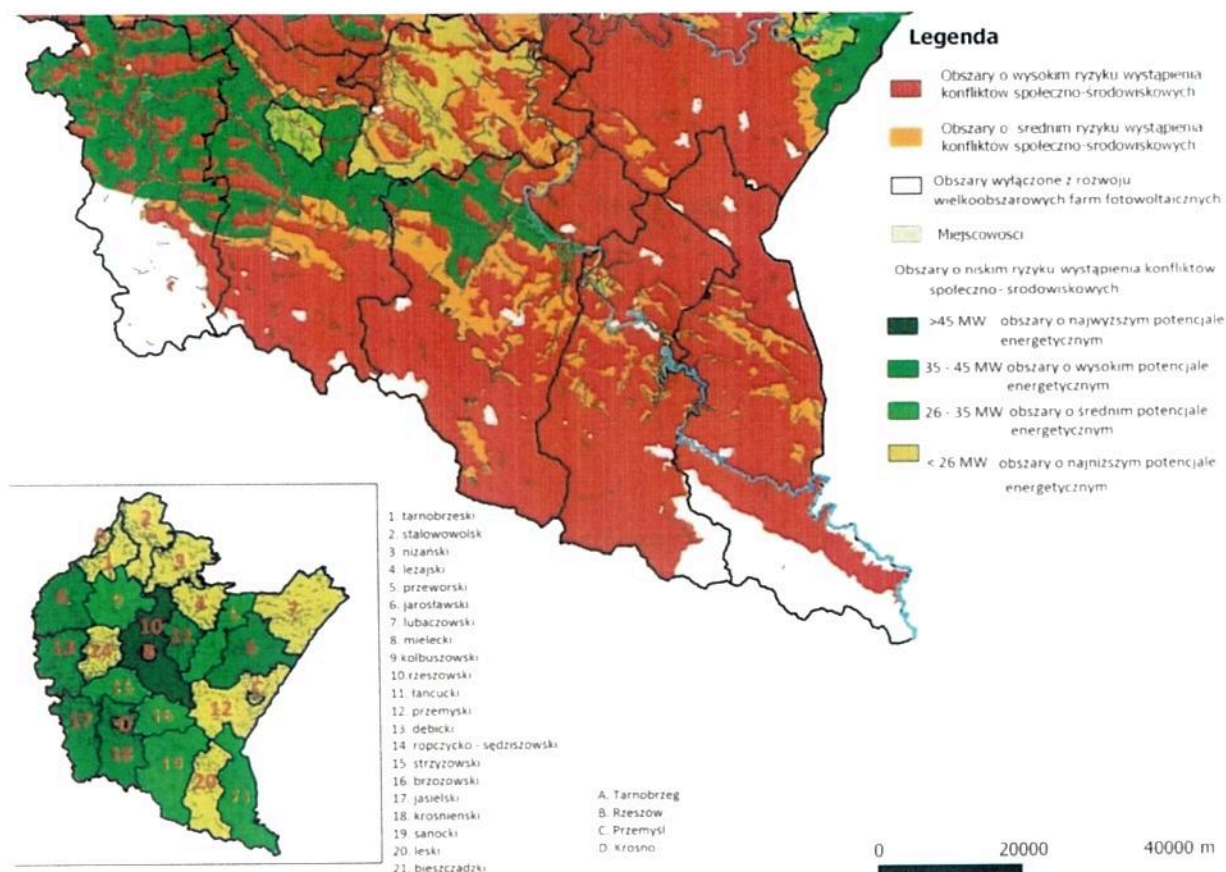 Legenda
Obszary o wysokim ryzyku wystąpienia
konfliktów społeczno-środowiskowych
Obszary o średnim ryzyku wystąpienia
konfliktów społeczno-środowiskowych
Obszary wyłączone z rozwoju
wielkoobszarowych farm fotowoltaicznych
Miejscowości
Obszary o niskim ryzyku wystąpienia konfliktów
społeczno- środowiskowych
>45 MW obszary o najwyższym potencjale
energetycznym
35 - 45 MW obszary o wysokim potencjale
energetycznym
26 - 35 MW obszary o średnim potencjale
energetycznym
< 26 MW obszary o najniższym potencjale
energetycznym
1. tarnobrzeski
2. stalowowolsk
3 niżański
4. leżajski
5. przeworski
6. jarosławski
7. lubaczowski
8. mielecki
9 kolbuszowski
10. rzeszowski
11. łańcucki
12. przemyski
13. dębicki
14 ropczycko - sędziszowski
15. strzyżowski
16. brzozowski
17. jasielski
18. krośnieński
19. sanocki
20. leski
21. bieszczadzki
A. Tarnobrzeg
B. Rzeszów
C. Przemyśl
D. Krosno
2
10
B
12
20
0 20000 40000 m